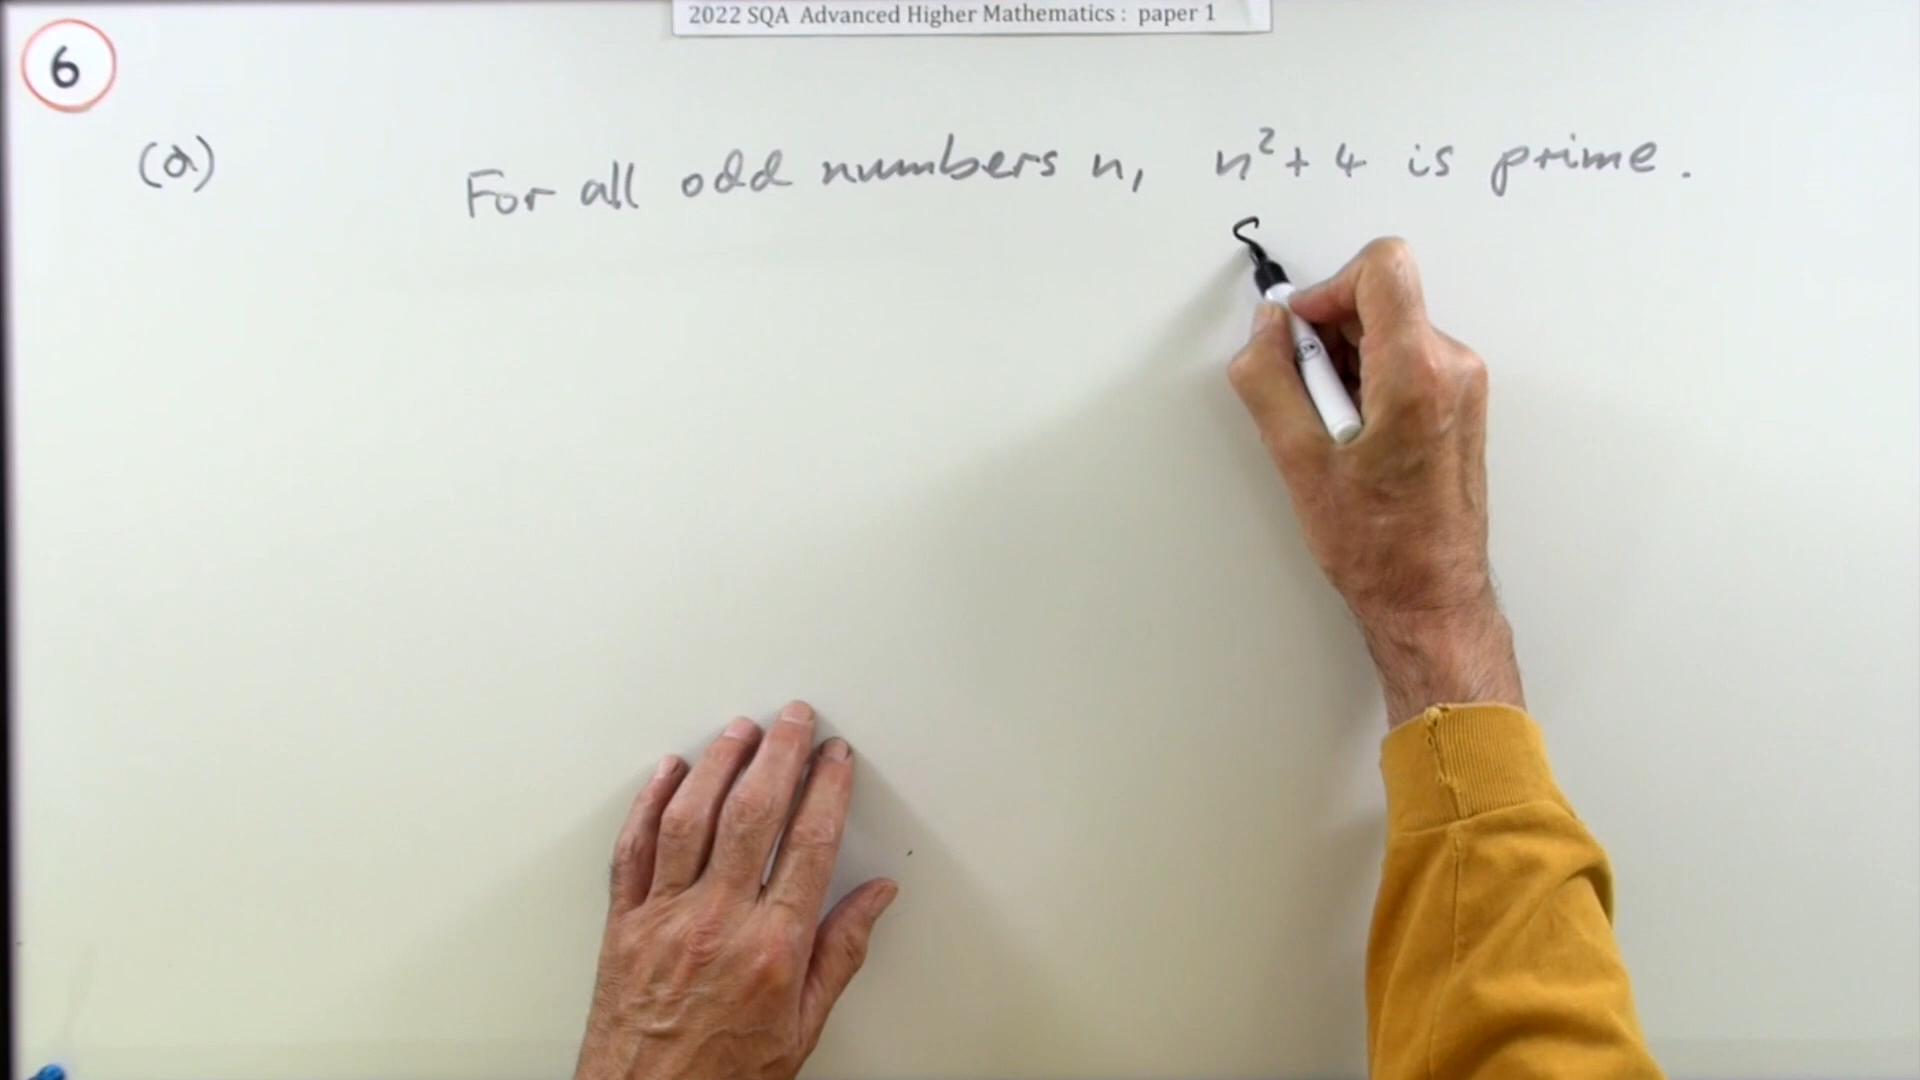 2022 SQA Advanced Higher Mathematics : paper 1
6
(a) For all odd numbers n, n²+4 is prime.